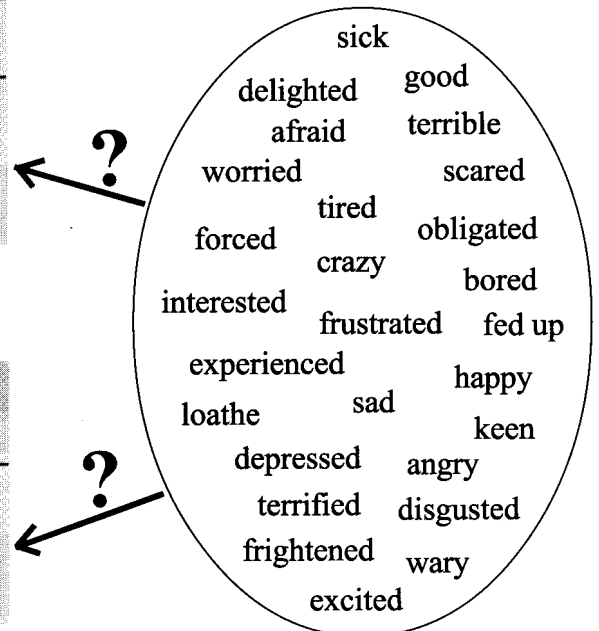 sick
delighted good
afraid terrible
? worried scared
tired
forced obligated
crazy
bored
interested
frustrated fed up
experienced
happy
loathe sad
keen
depressed angry
?
terrified disgusted
frightened wary
excited